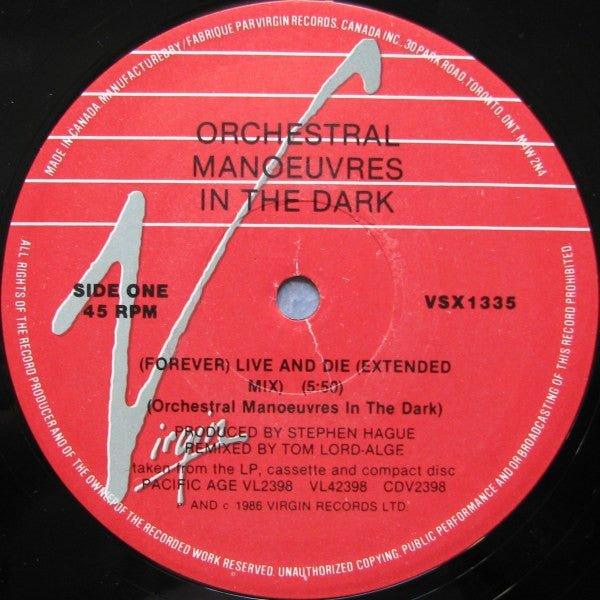 MADE IN CANADA MANUFACTURED BY/FABRIQUE PAR VIRGIN RECORDS. CANADA INC., 30 PARK ROAD, TORONTO, ONT. M4W 2N4
ORCHESTRAL
MANOEUVRES
IN THE DARK
SIDE ONE
45 RPM
VSX1335
(FOREVER) LIVE AND DIE (EXTENDED
MIX) (5:50)
(Orchestral Manoeuvres In The Dark)
PRODUCED BY STEPHEN HAGUE
REMIXED BY TOM LORD-ALGE
taken from the LP, cassette and compact disc
PACIFIC AGE VL2398 VL42398 CDV2398
P AND c 1986 VIRGIN RECORDS LTD.
Virgin
ALL RIGHTS OF THE RECORD PRODUCER AND OF THE OWNER OF THE RECORDED WORK RESERVED. UNAUTHORIZED COPYING, PUBLIC PERFORMANCE AND/OR BROADCASTING OF THIS RECORD PROHIBITED.